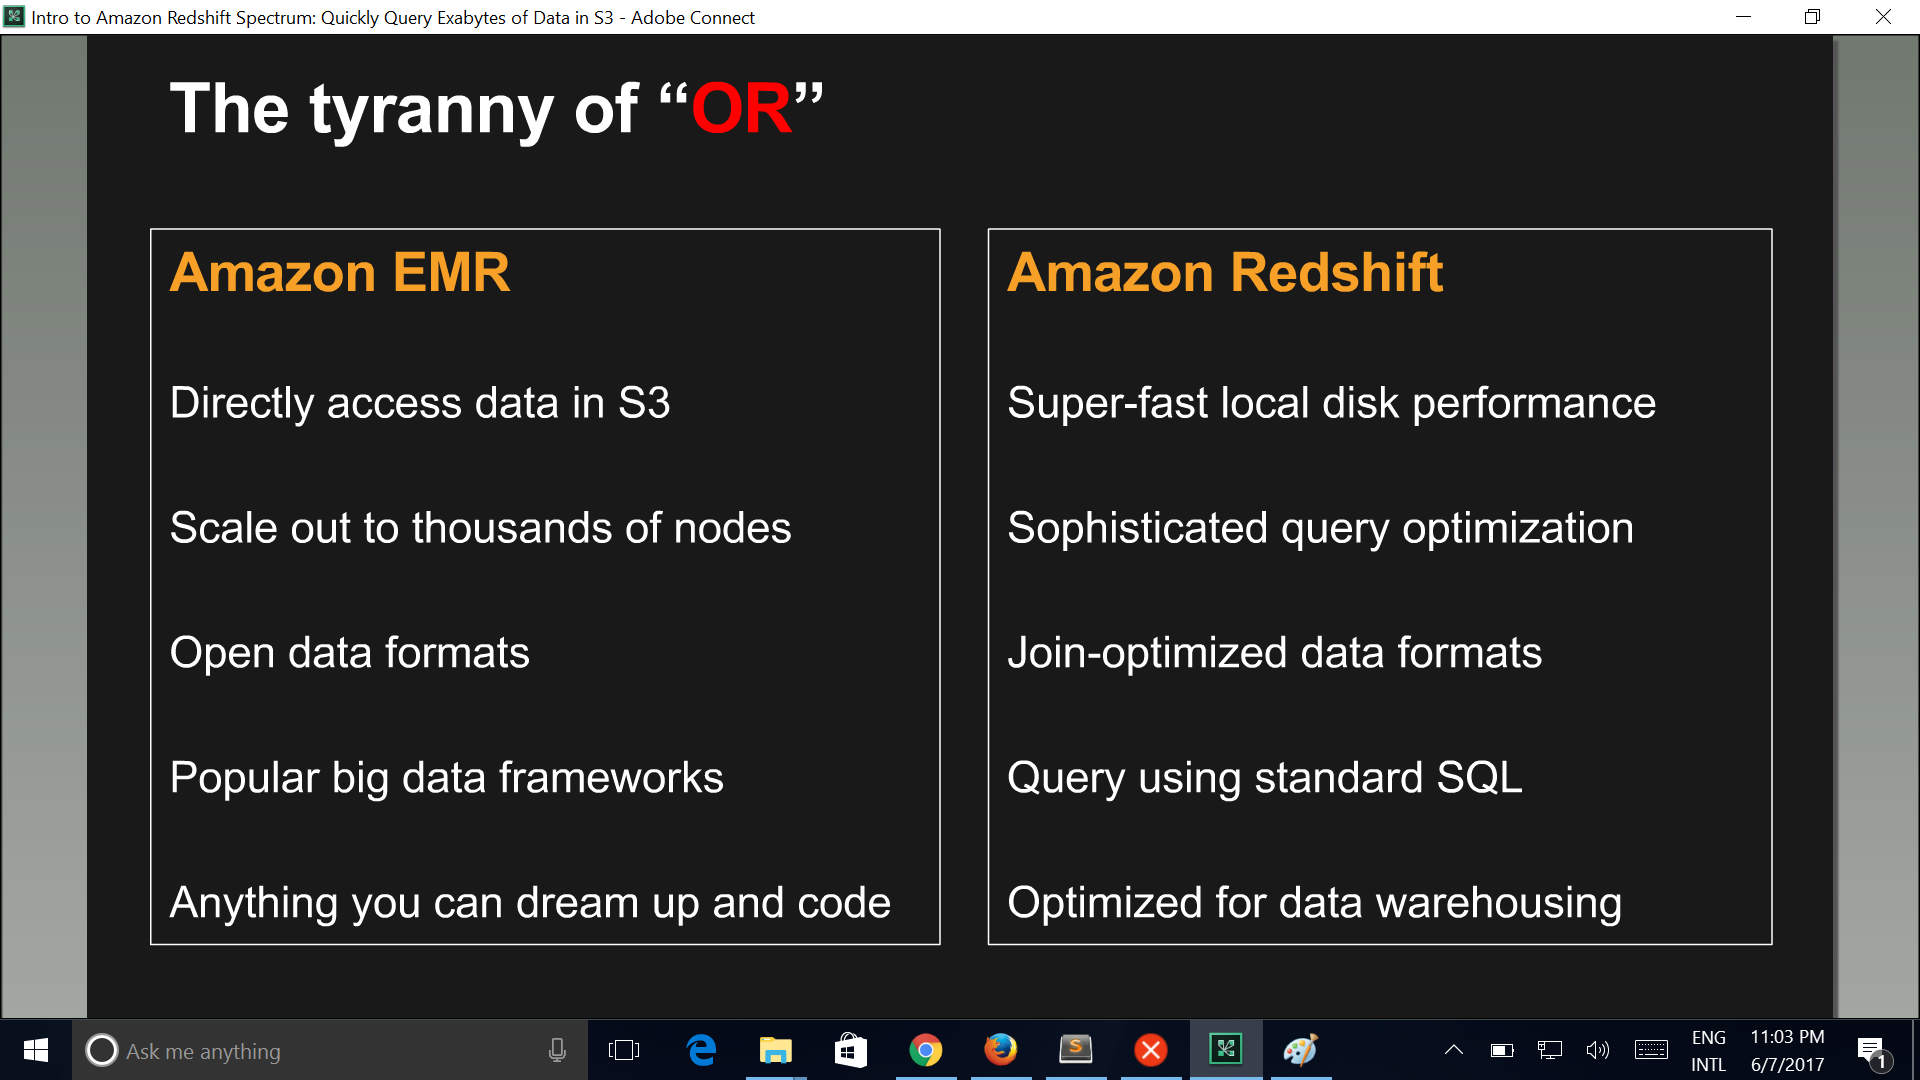 Intro to Amazon Redshift Spectrum: Quickly Query Exabytes of Data in S3 - Adobe Connect
The tyranny of “OR”
Amazon EMR
Directly access data in S3
Scale out to thousands of nodes
Open data formats
Popular big data frameworks
Anything you can dream up and code
Amazon Redshift
Super-fast local disk performance
Sophisticated query optimization
Join-optimized data formats
Query using standard SQL
Optimized for data warehousing
Ask me anything
S
ENG
INTL
11:03 PM
6/7/2017
1